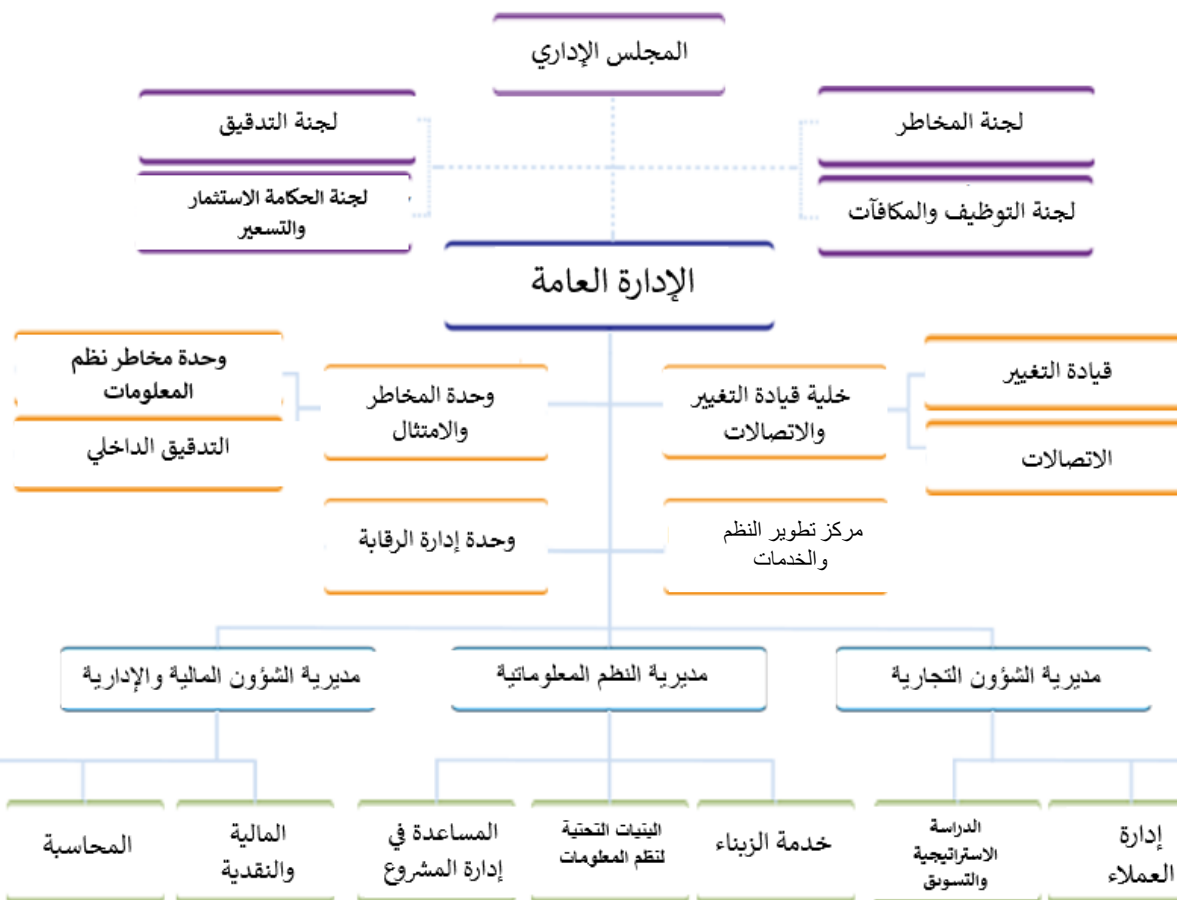 المجلس الإداري
لجنة المخاطر
لجنة التدقيق
لجنة التوظيف والمكافآت
لجنة الحكامة الاستثمار
والتسعير
الإدارة العامة
قيادة التغيير
الاتصالات
خلية قيادة التغيير
والاتصالات
وحدة المخاطر
والامتثال
وحدة مخاطر نظم
المعلومات
التدقيق الداخلي
مركز تطوير النظم
والخدمات
وحدة إدارة الرقابة
مديرية الشؤون التجارية
مديرية النظم المعلوماتية
مديرية الشؤون المالية والإدارية
إدارة
العملاء
الدراسة
الاستراتيجية
والتسوىق
خدمة الزبناء
البنيات التحتية
لنظم المعلومات
المساعدة في
إدارة المشروع
المالية
والنقدية
المحاسبة